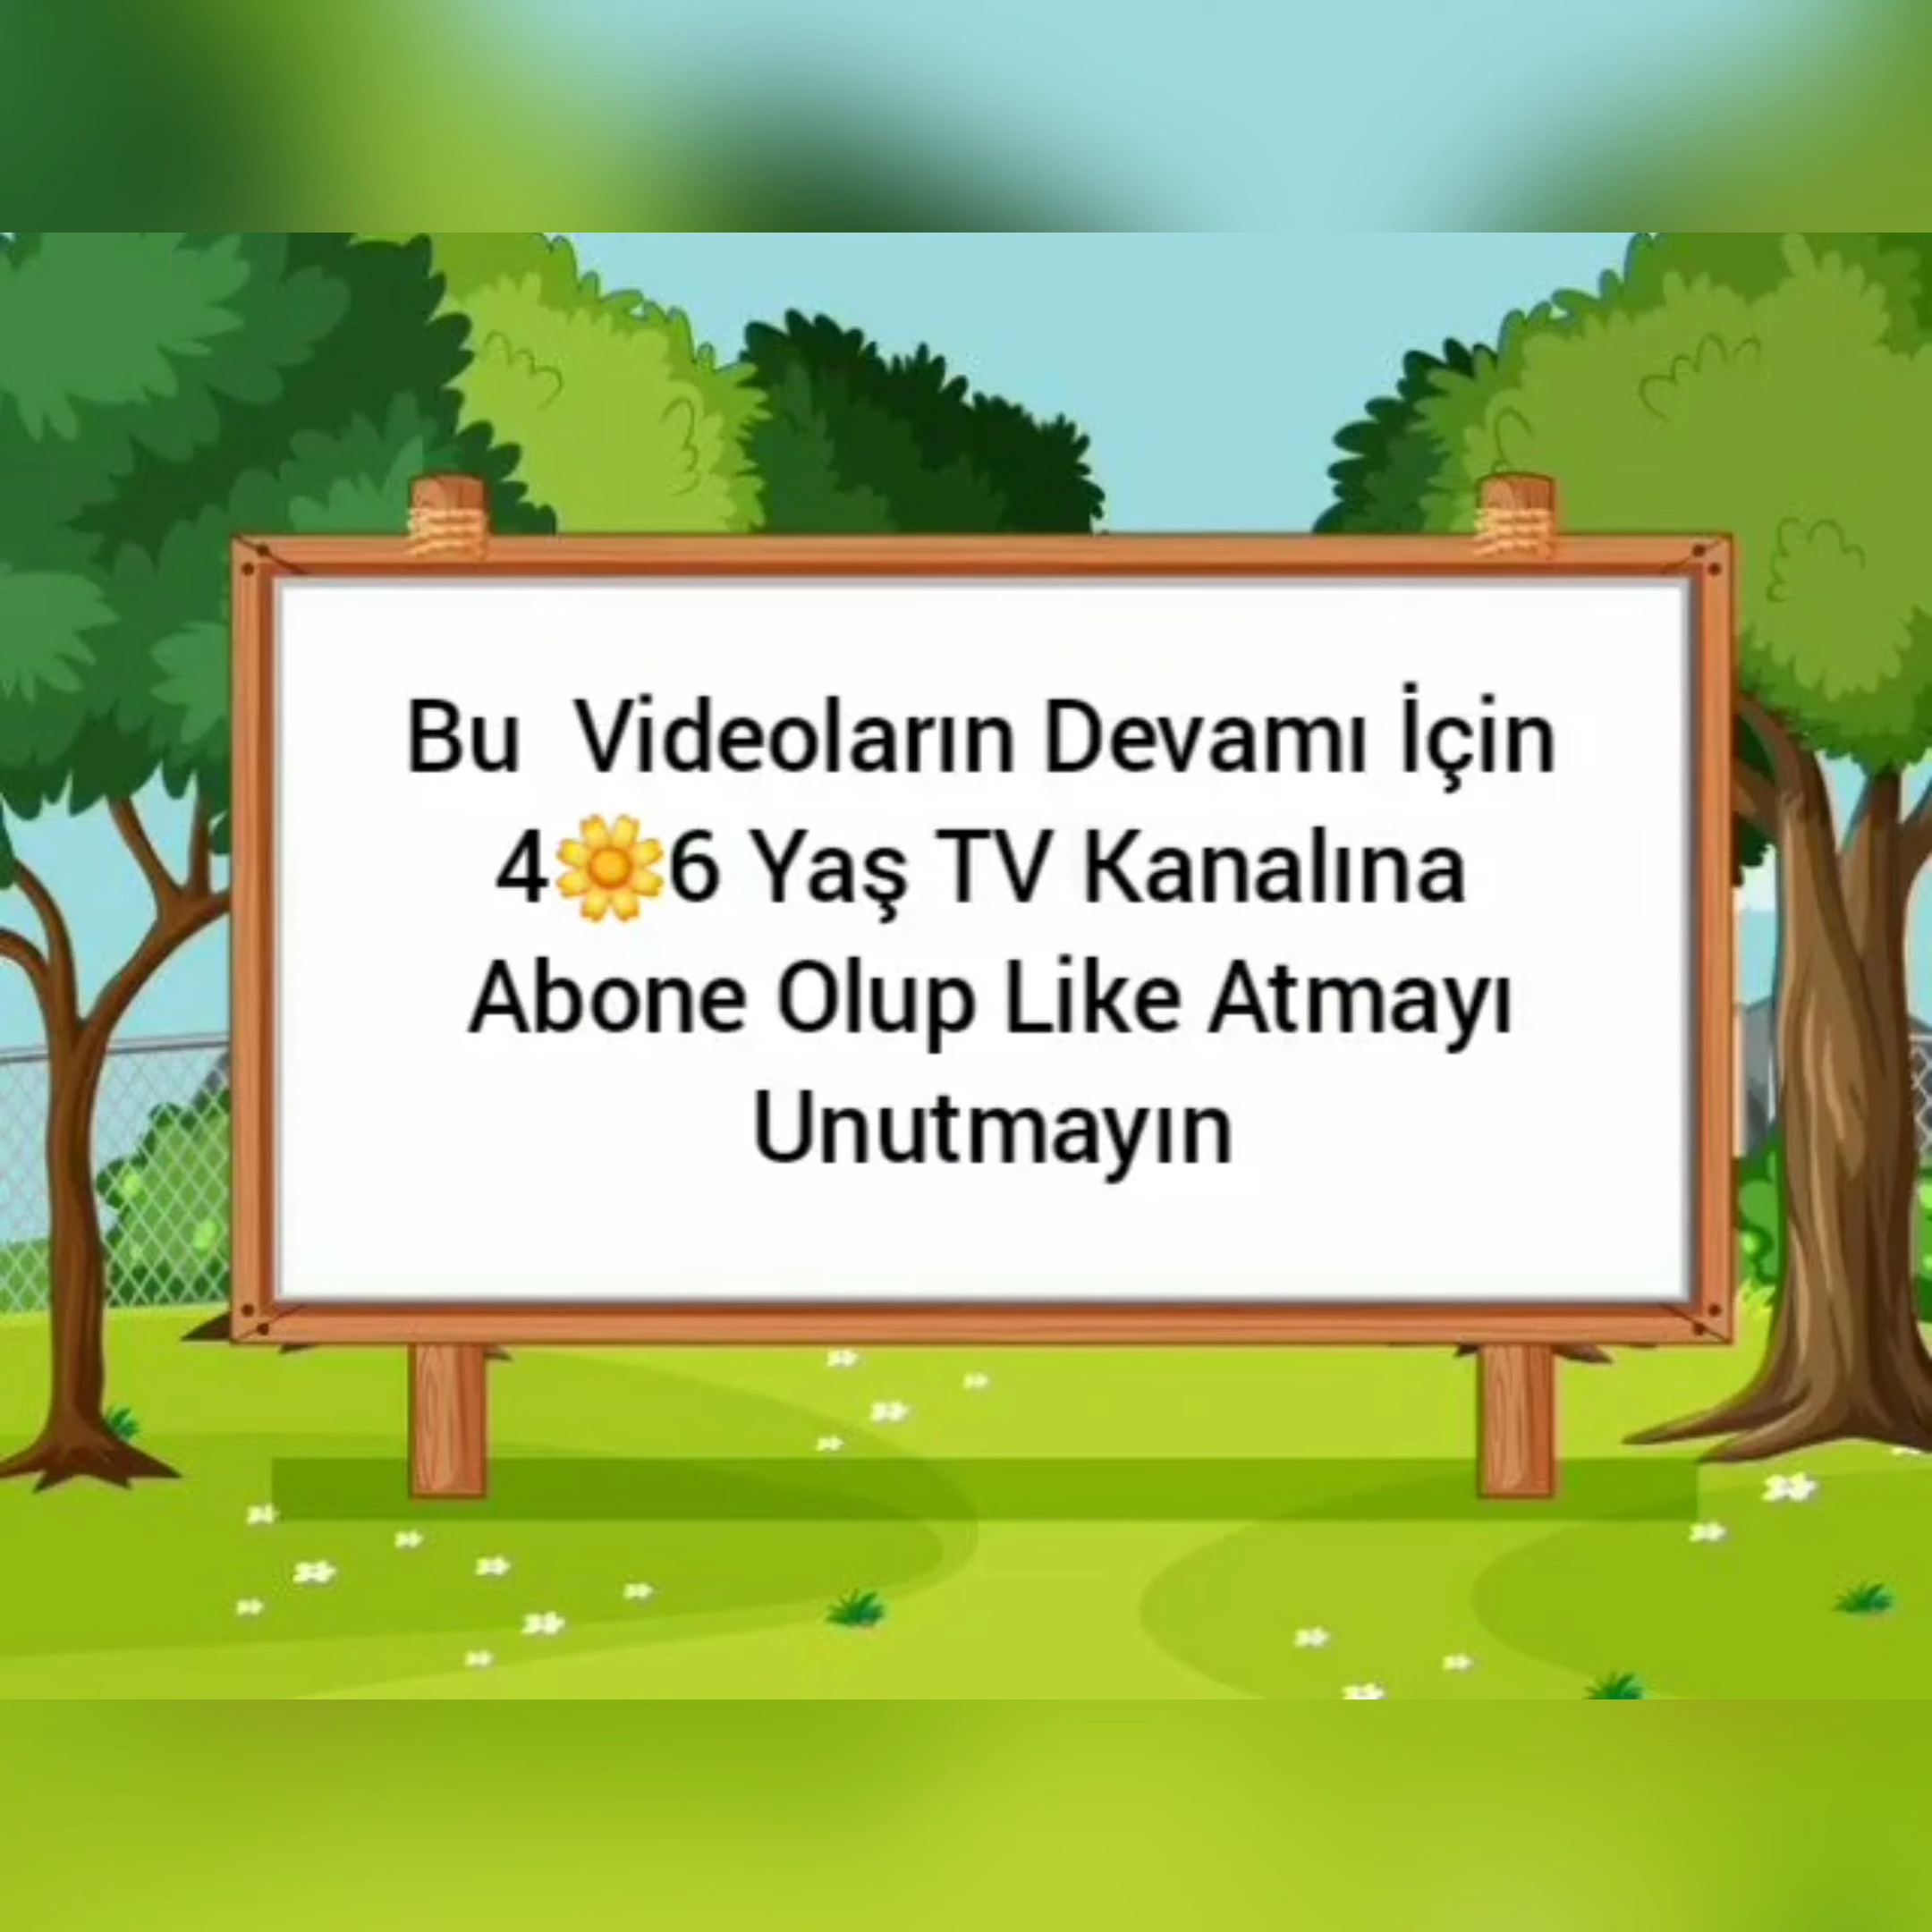 Bu  Videoların Devamı İçin
4🌼6 Yaş TV Kanalına
Abone Olup Like Atmayı
Unutmayın